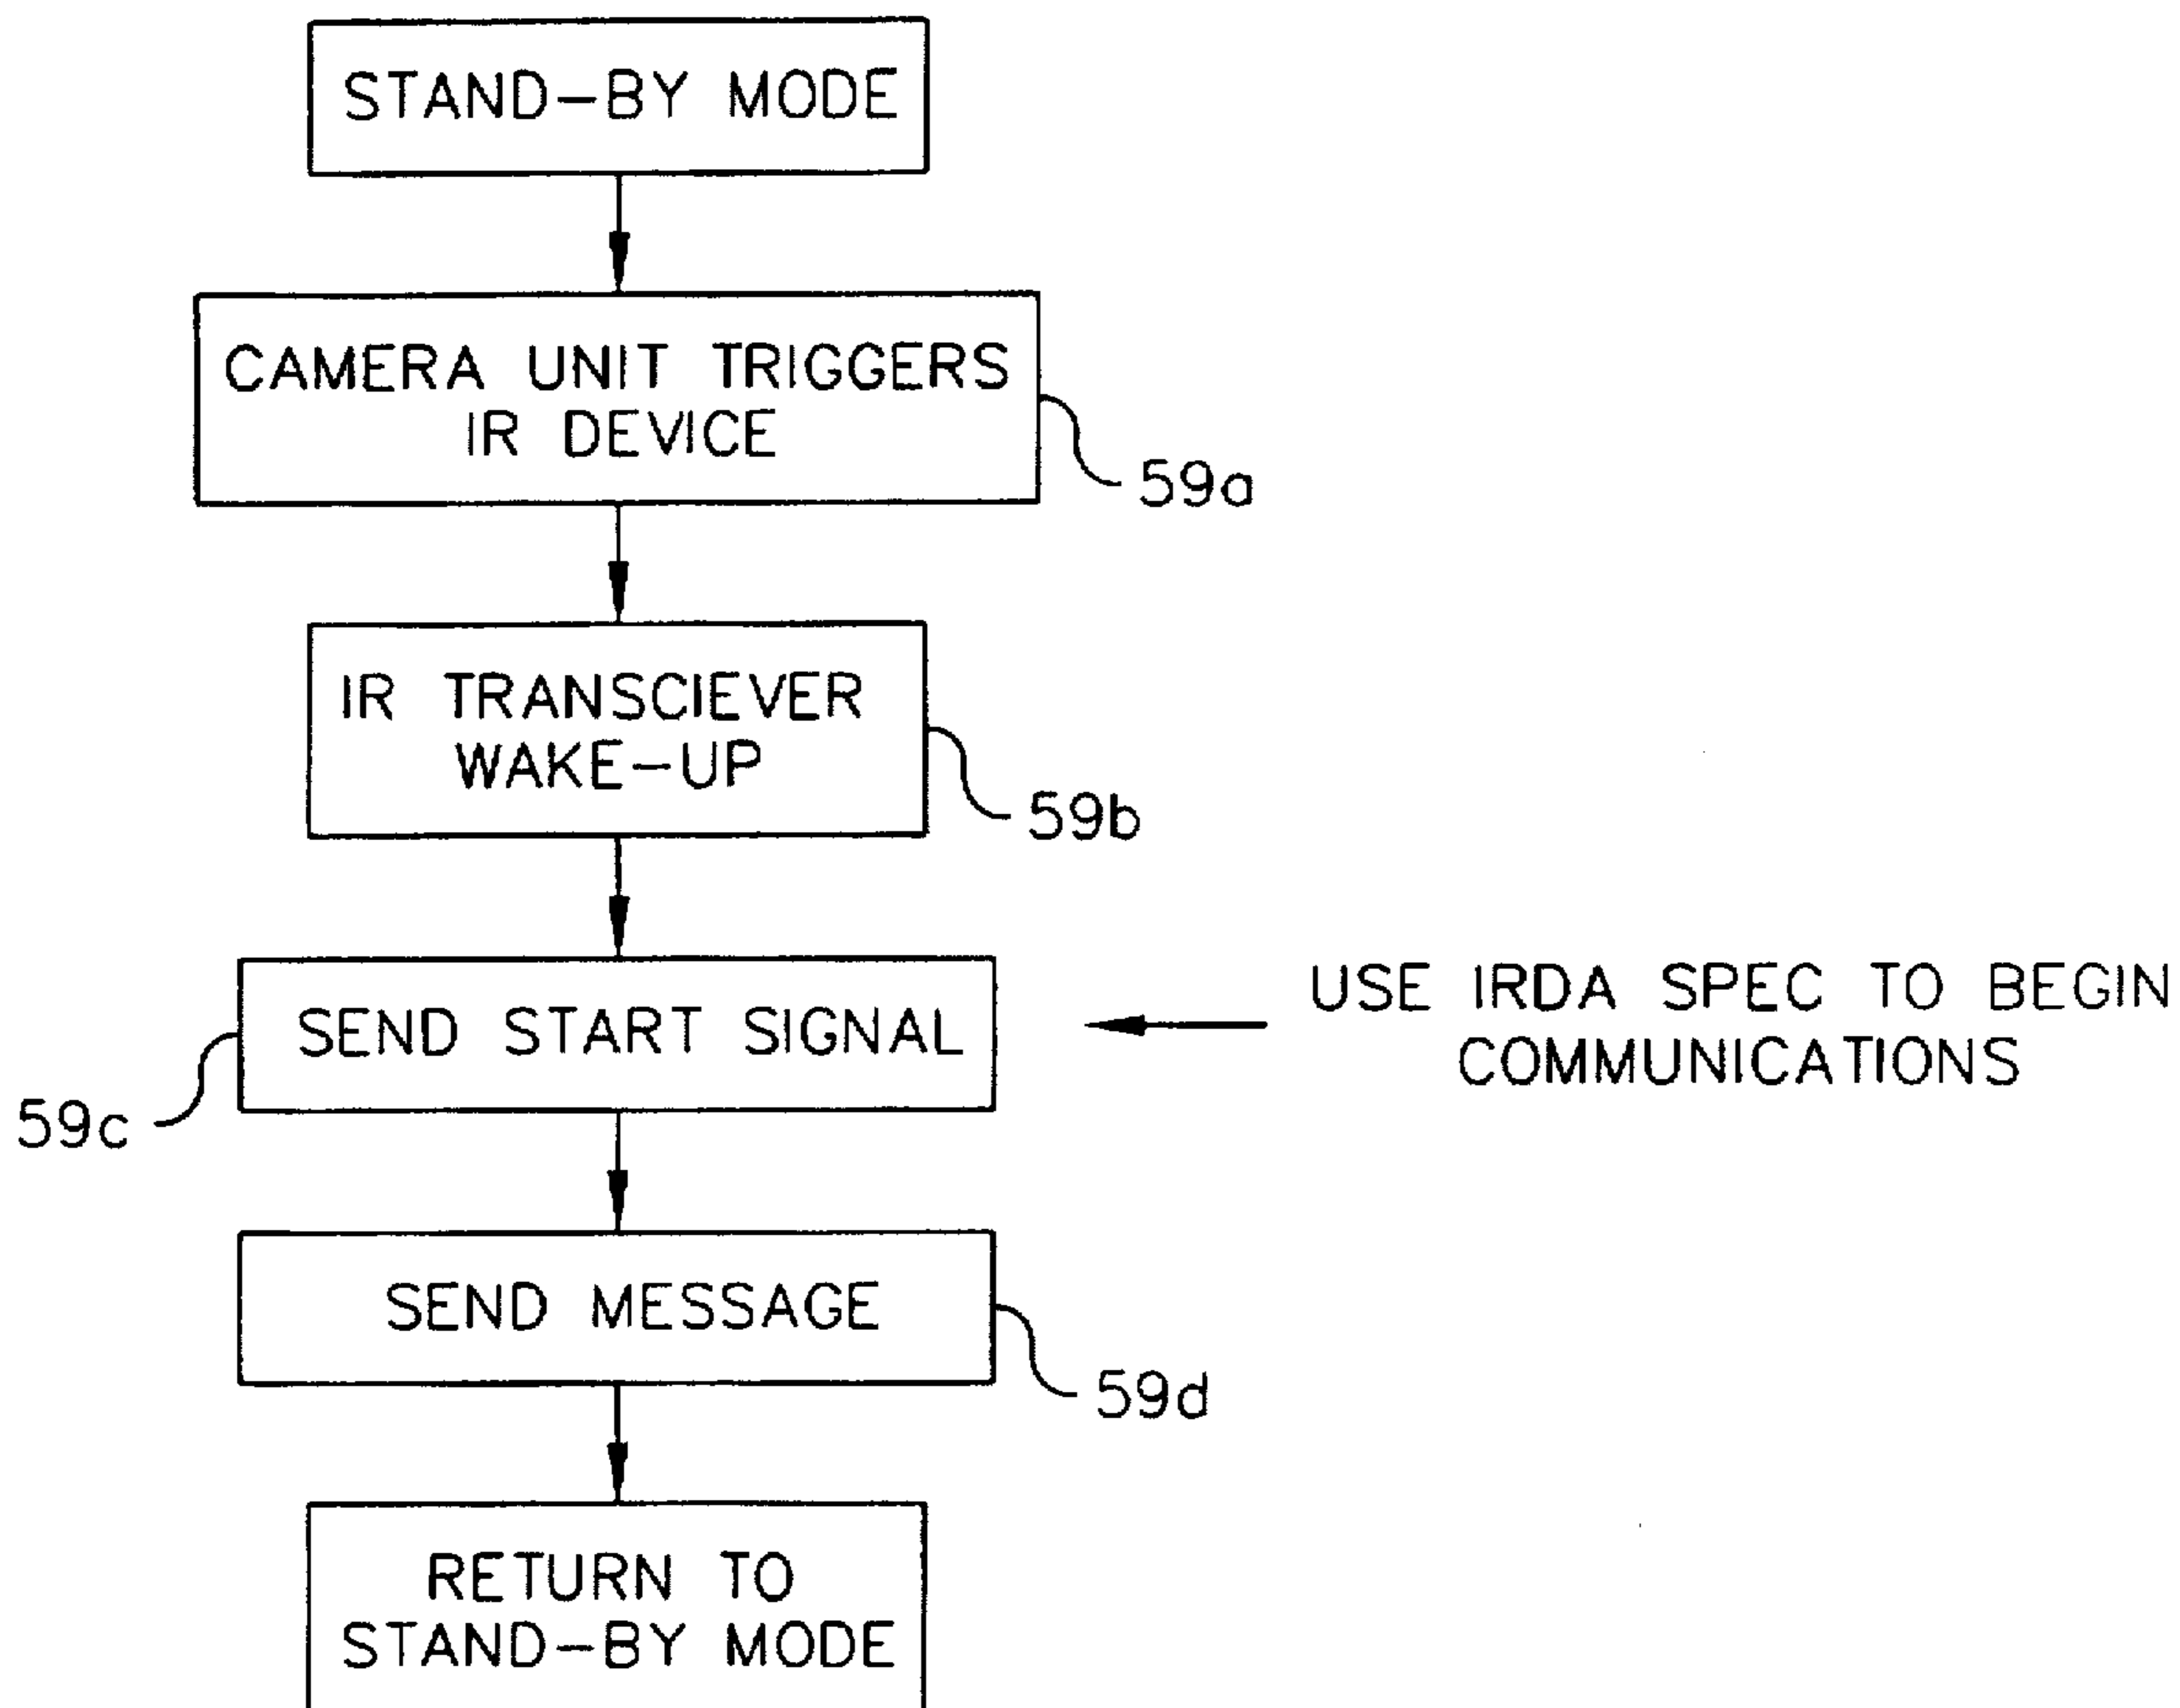 STAND-BY MODE
CAMERA UNIT TRIGGERS
IR DEVICE
59a
IR TRANSCIEVER
WAKE-UP
59b
SEND START SIGNAL
USE IRDA SPEC TO BEGIN
COMMUNICATIONS
59c
SEND MESSAGE
59d
RETURN TO
STAND-BY MODE